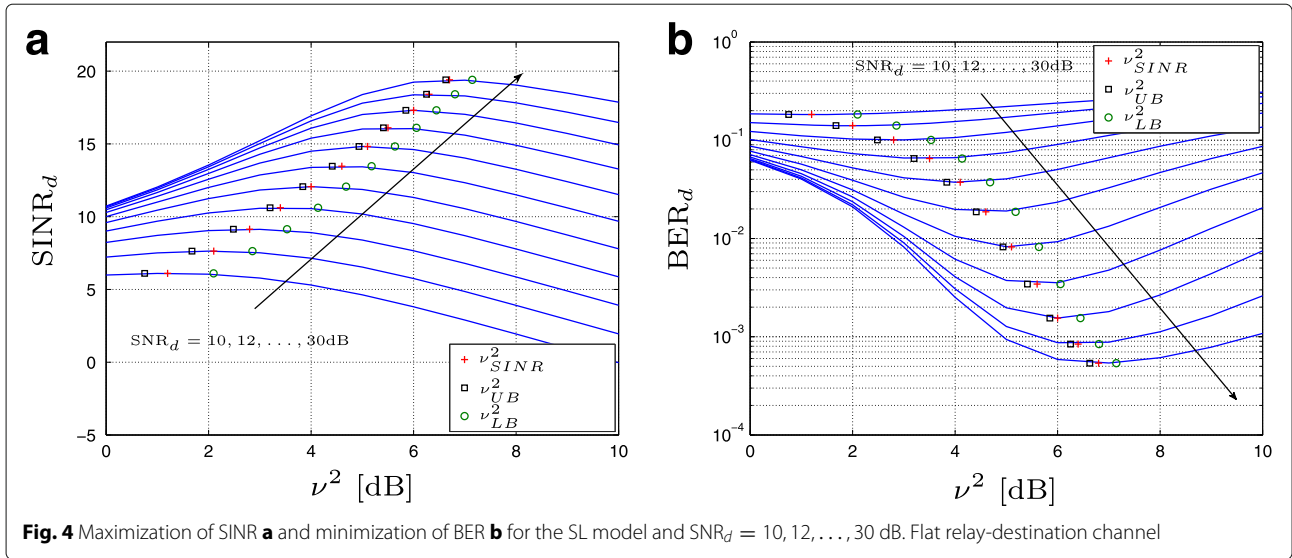 a
20
15
10
5
0
−5
0 2 4 6 8 10
SINR_d
ν² [dB]
SNR_d = 10, 12, . . . , 30dB
ν²_SINR
ν²_UB
ν²_LB
b
10⁰
10⁻¹
10⁻²
10⁻³
10⁻⁴
0 2 4 6 8 10
BER_d
ν² [dB]
SNR_d = 10, 12, . . . , 30dB
ν²_SINR
ν²_UB
ν²_LB
Fig. 4 Maximization of SINR a and minimization of BER b for the SL model and SNR_d = 10, 12, . . . , 30 dB. Flat relay-destination channel